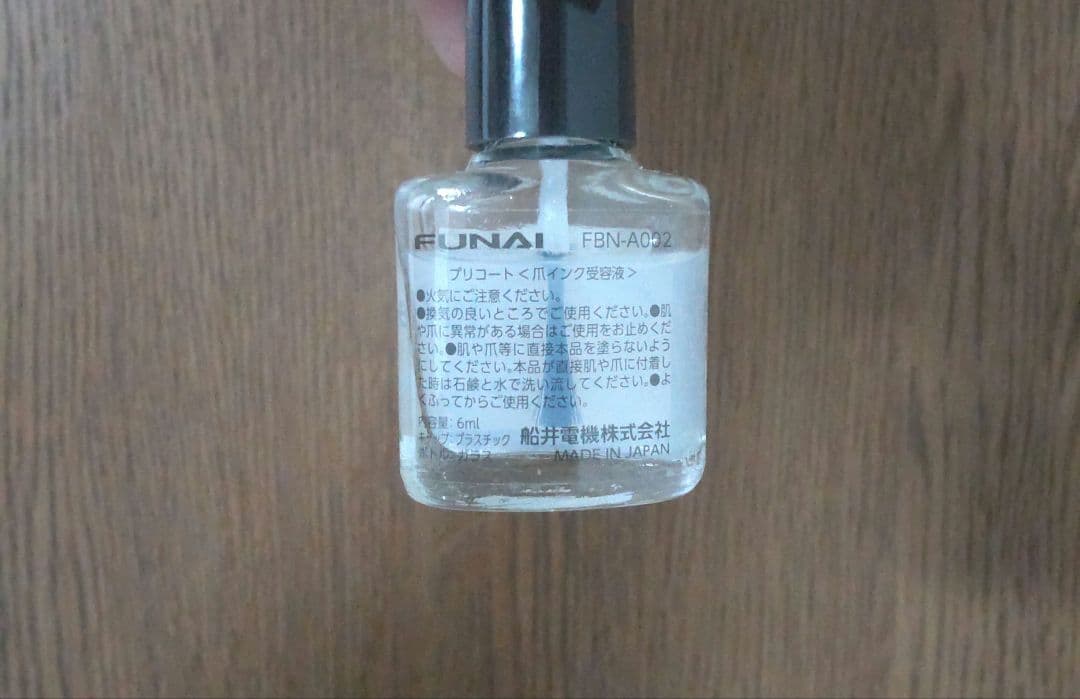 FUNAI FBN-A002
プリコート＜爪インク受容液＞
●火気にご注意ください。
●換気の良いところでご使用ください。●肌
や爪に異常がある場合はご使用をお止めくだ
さい。●肌や爪等に直接本品を塗らないよう
にしてください。本品が直接肌や爪に付着し
た時は石鹸と水で洗い流してください。●よ
くふってからご使用ください。
内容量：6ml
キャップ：プラスチック 船井電機株式会社
ボトル：ガラス MADE IN JAPAN